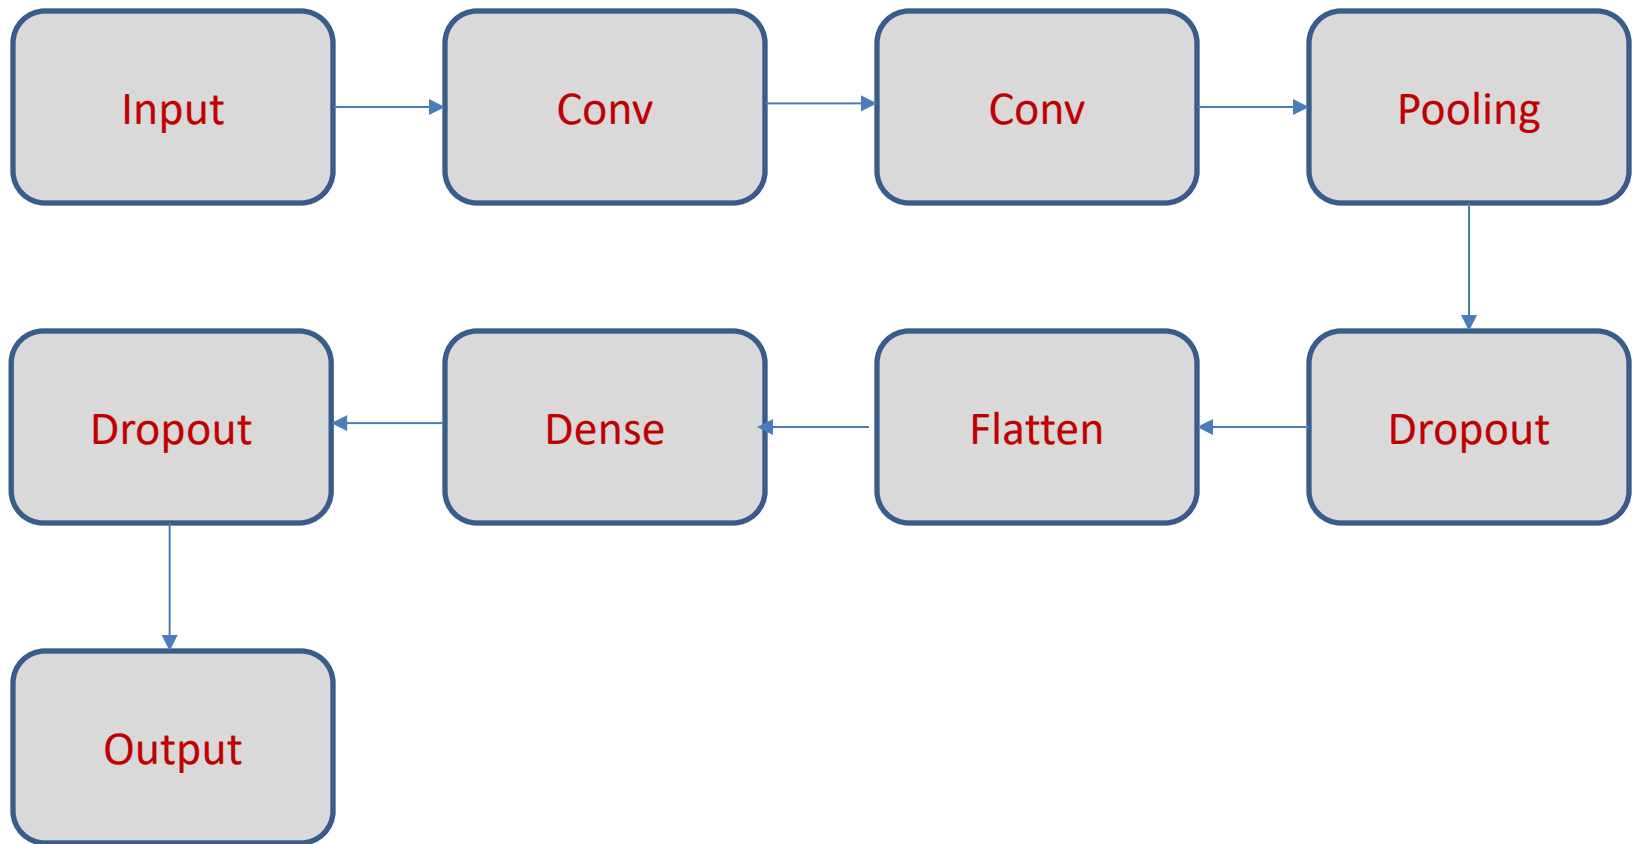 Input
Conv
Conv
Pooling
Dropout
Dense
Flatten
Dropout
Output